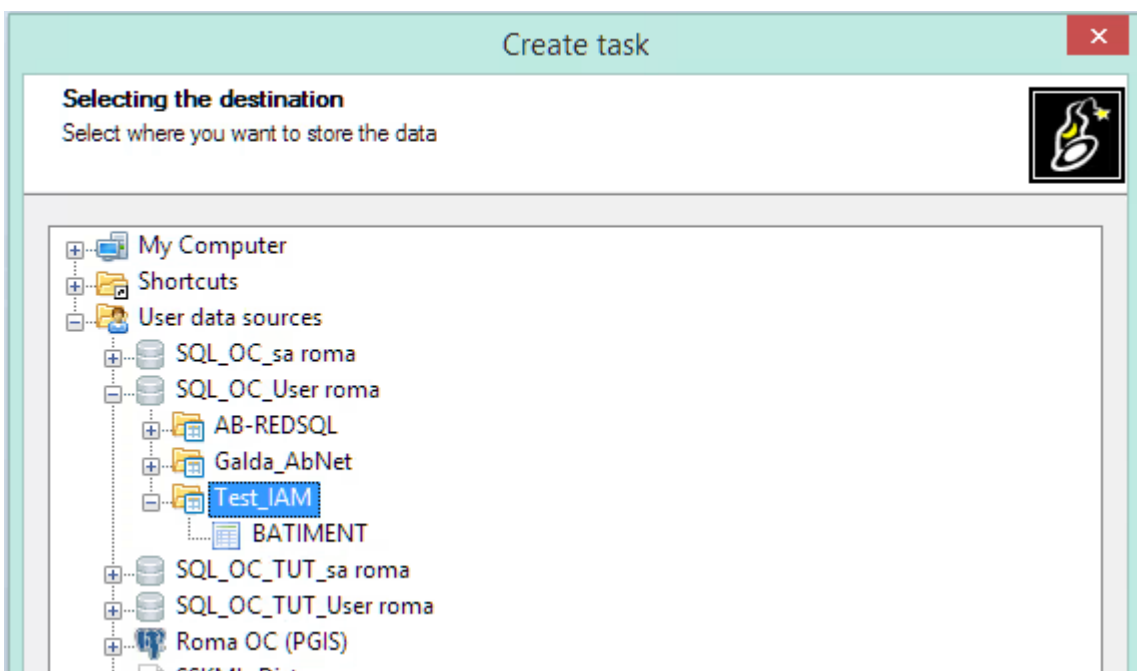 Create task
Selecting the destination
Select where you want to store the data
My Computer
Shortcuts
User data sources
SQL_OC_sa roma
SQL_OC_User roma
AB-REDSQL
Galda_AbNet
Test_IAM
BATIMENT
SQL_OC_TUT_sa roma
SQL_OC_TUT_User roma
Roma OC (PGIS)